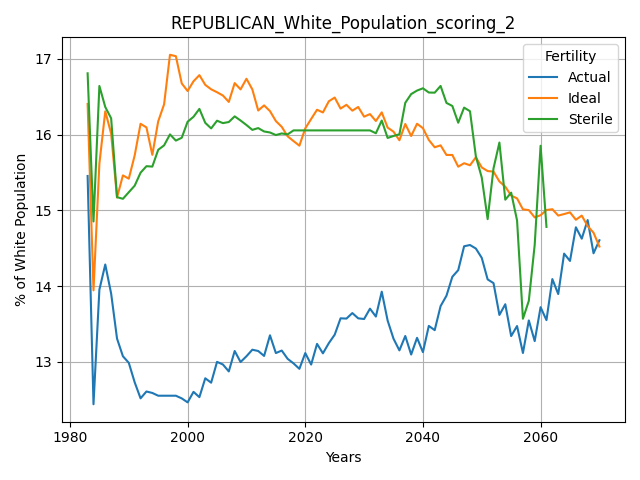 REPUBLICAN_White_Population_scoring_2
% of White Population
17
16
15
14
13
1980
2000
2020
2040
2060
Years
Fertility
Actual
Ideal
Sterile